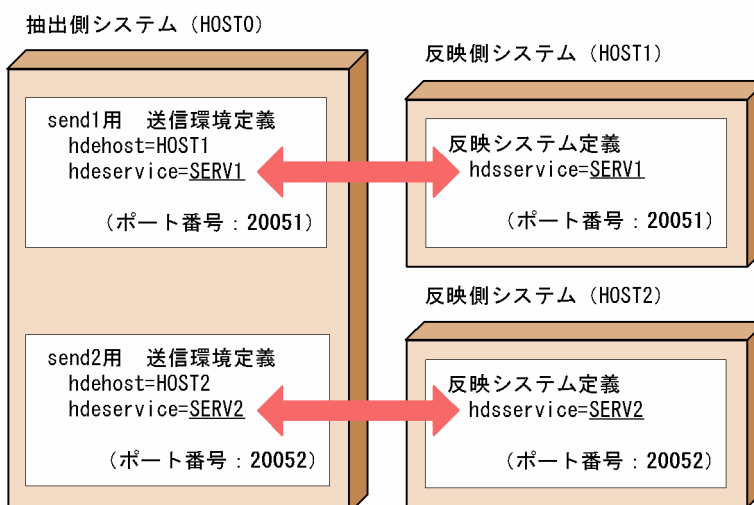 抽出側システム（HOST0）
send1用　送信環境定義
hdehost=HOST1
hdeservice=SERV1
（ポート番号：20051）
send2用　送信環境定義
hdehost=HOST2
hdeservice=SERV2
（ポート番号：20052）
反映側システム（HOST1）
反映システム定義
hdsservice=SERV1
（ポート番号：20051）
反映側システム（HOST2）
反映システム定義
hdsservice=SERV2
（ポート番号：20052）